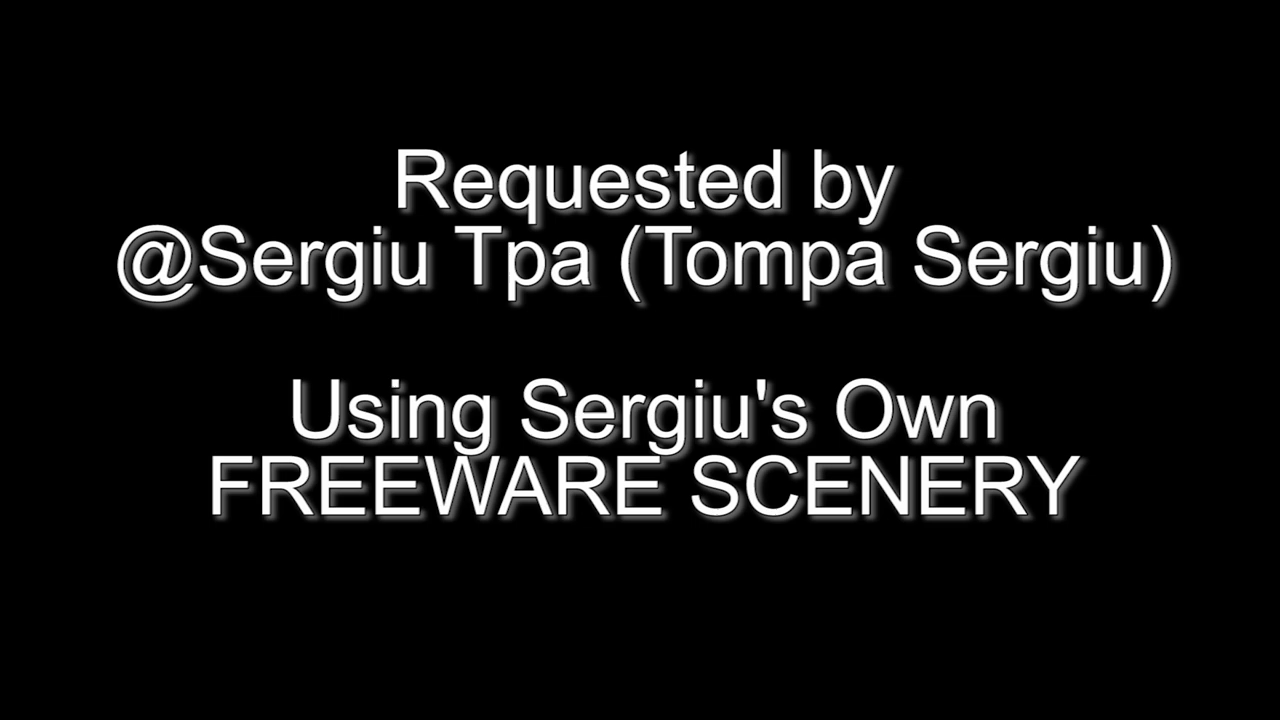 Requested by
@Sergiu Tpa (Tompa Sergiu)
Using Sergiu's Own
FREEWARE SCENERY